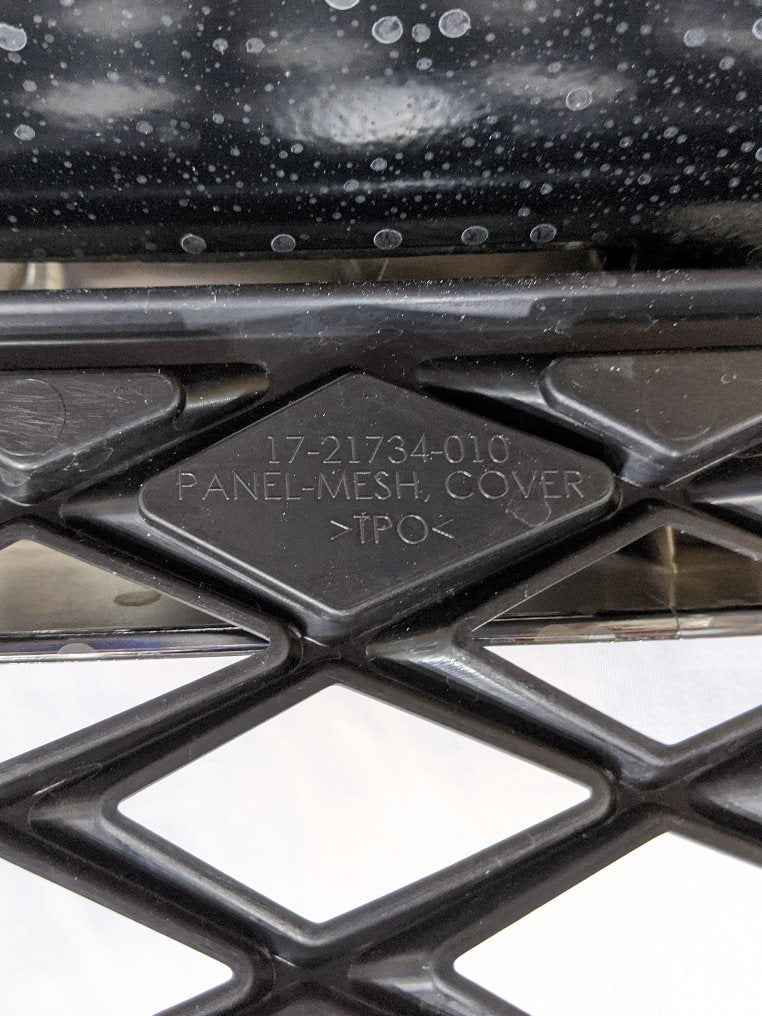 17-21734-010
PANEL-MESH, COVER
>TPO<